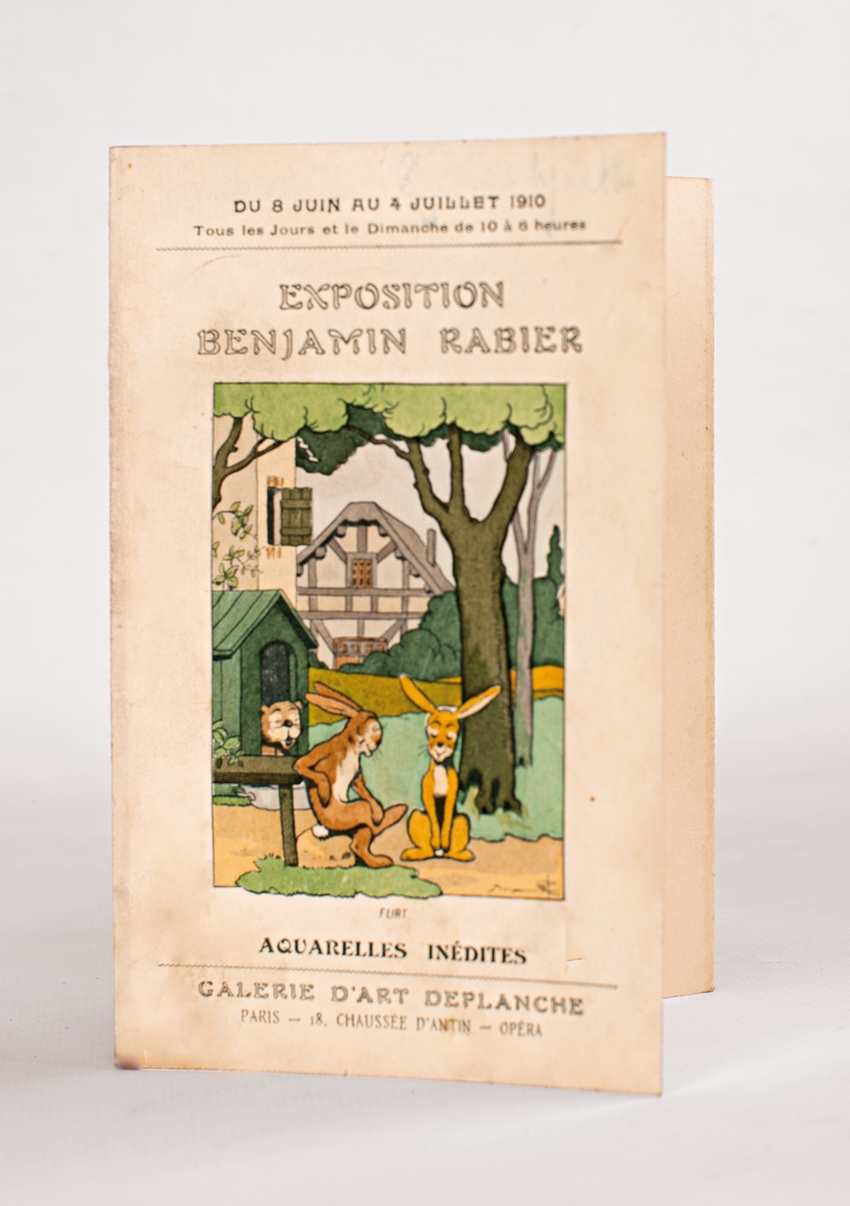 DU 8 JUIN AU 4 JUILLET 1910
Tous les Jours et le Dimanche de 10 à 6 heures
EXPOSITION
BENJAMIN RABIER
FLIRT
AQUARELLES INÉDITES
GALERIE D'ART DEPLANCHE
PARIS — 18, CHAUSSÉE D'ANTIN — OPÉRA